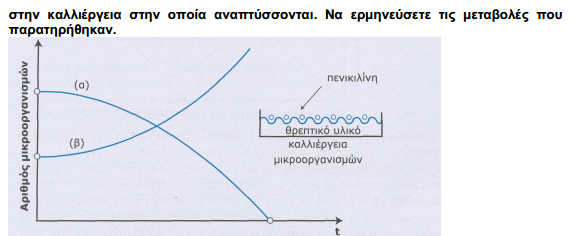 στην καλλιέργεια στην οποία αναπτύσσονται. Να ερμηνεύσετε τις μεταβολές που
παρατηρήθηκαν.
Αριθμός μικροοργανισμών
(α)
(β)
πενικιλίνη
θρεπτικό υλικό
καλλιέργεια
μικροοργανισμών
t